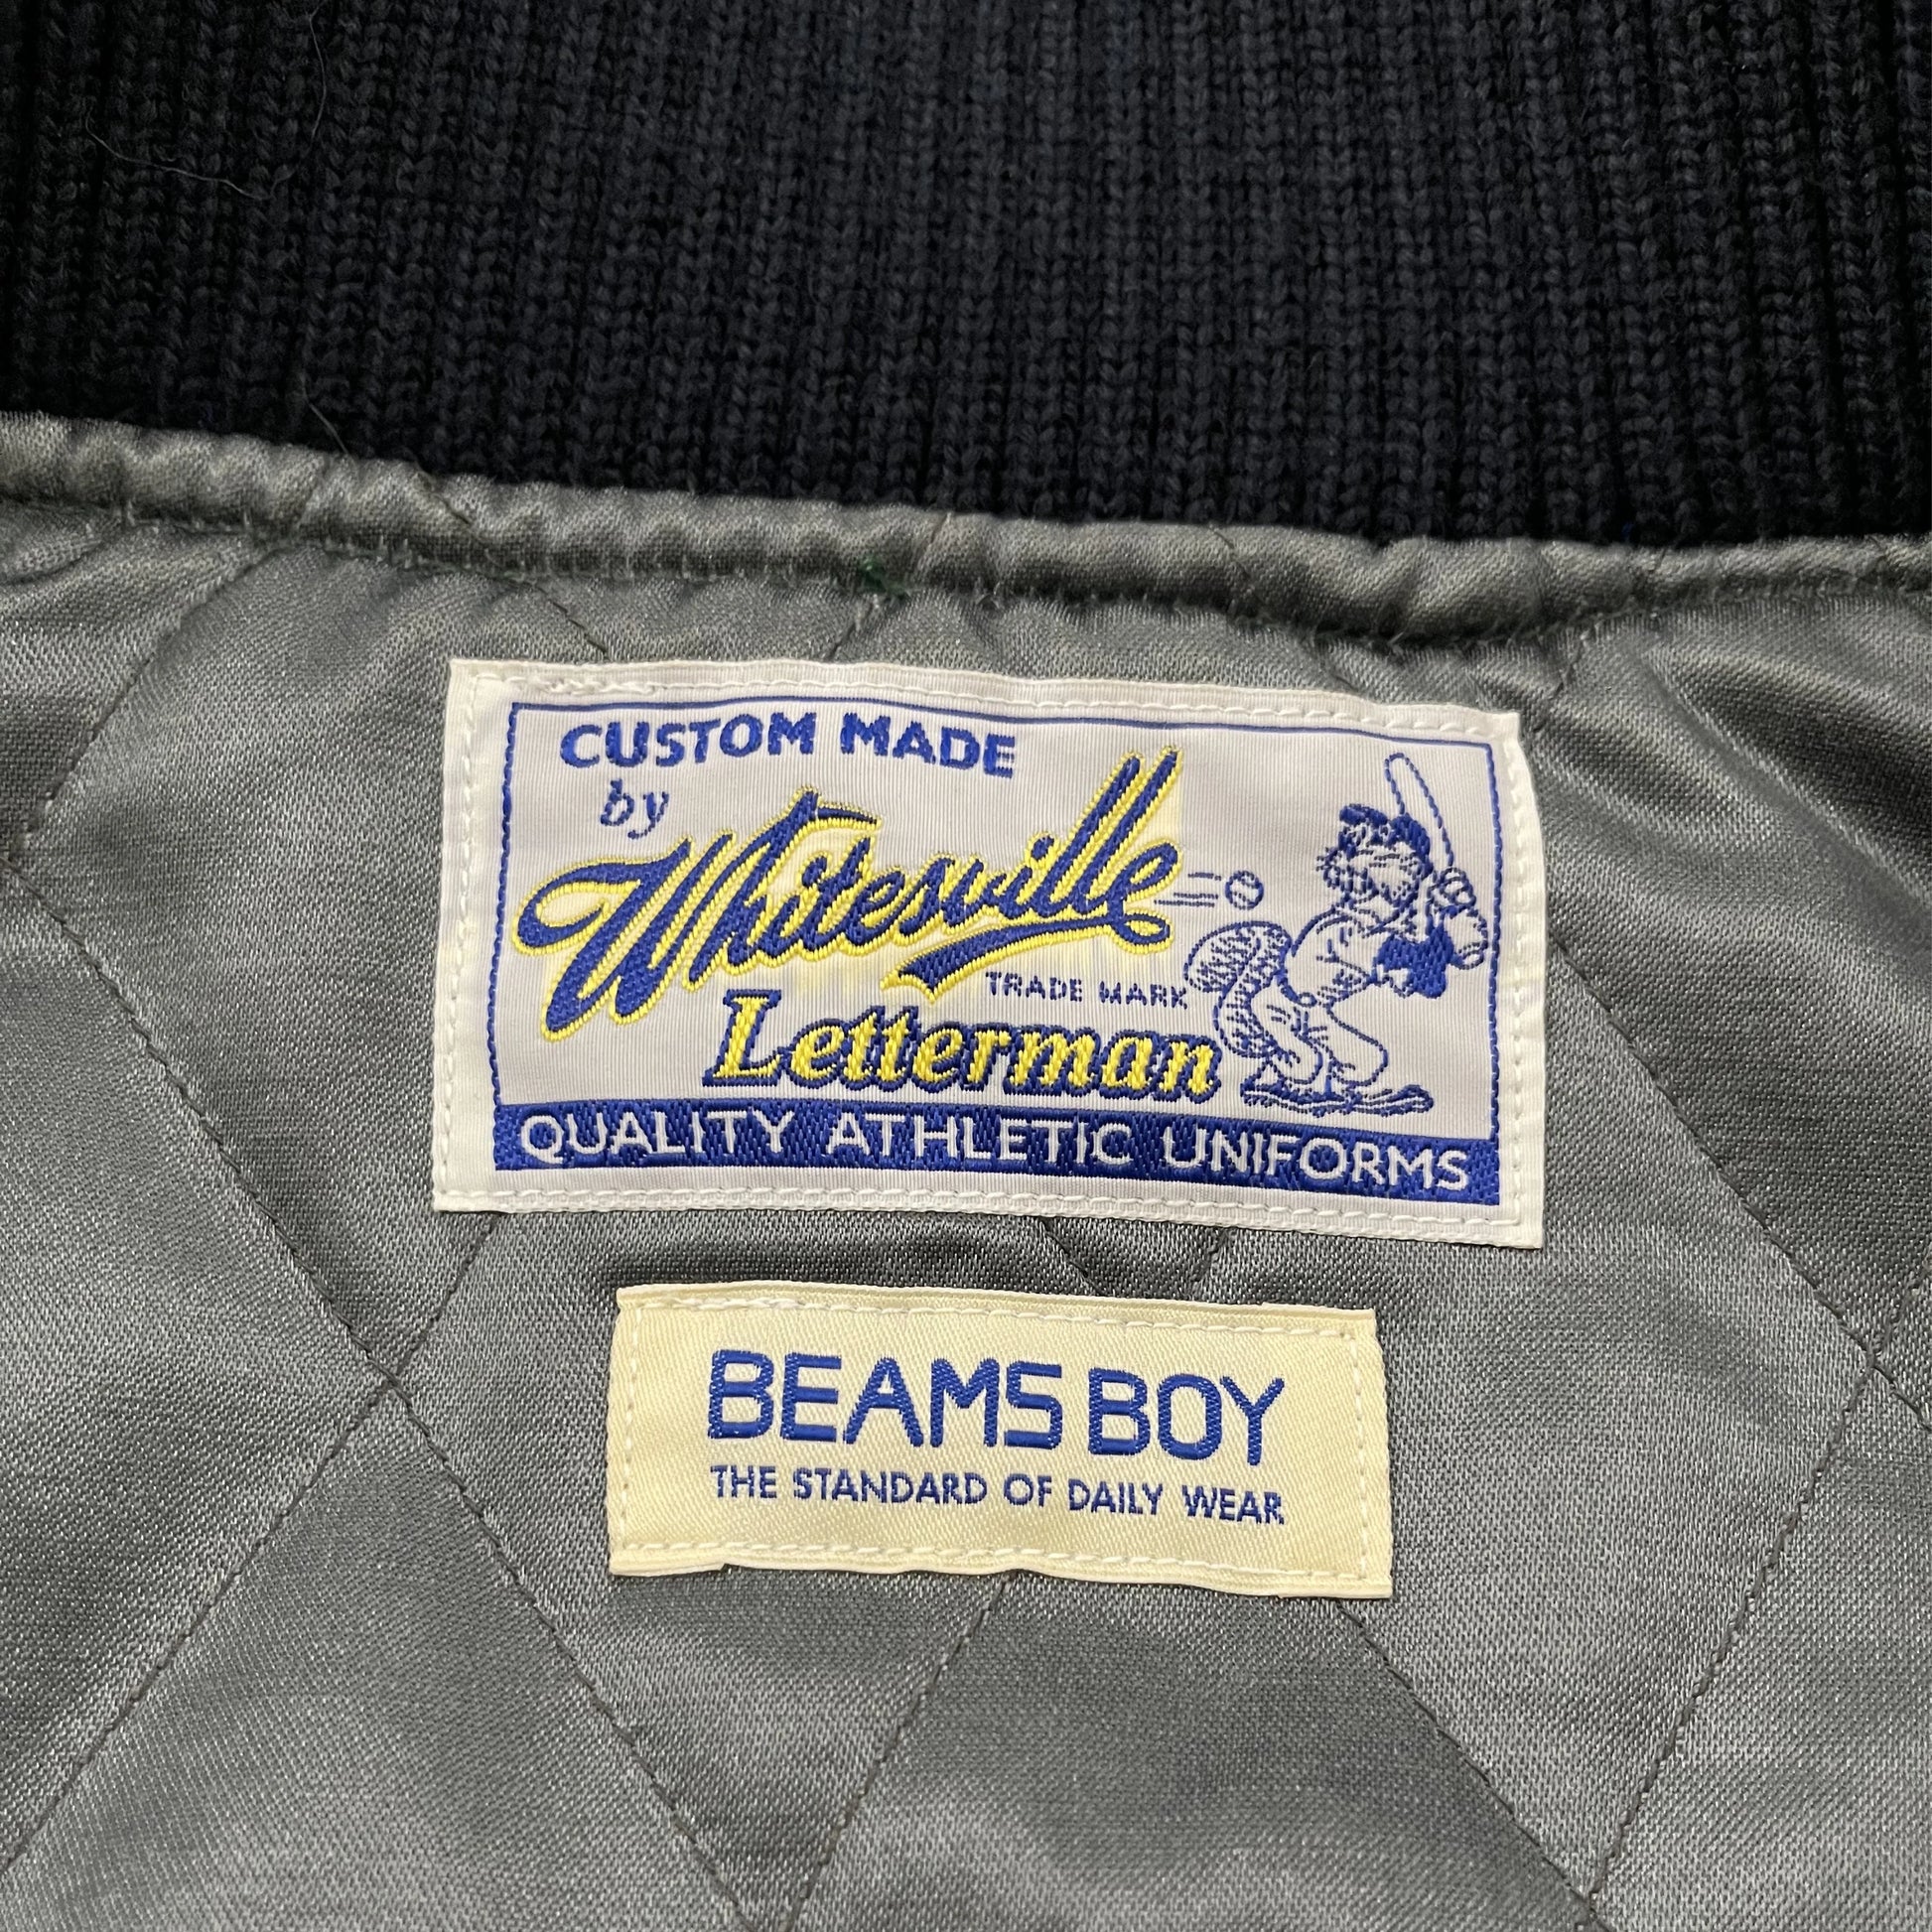 CUSTOM MADE
by
Whitesville
TRADE MARK
Letterman
QUALITY ATHLETIC UNIFORMS
BEAMS BOY
THE STANDARD OF DAILY WEAR